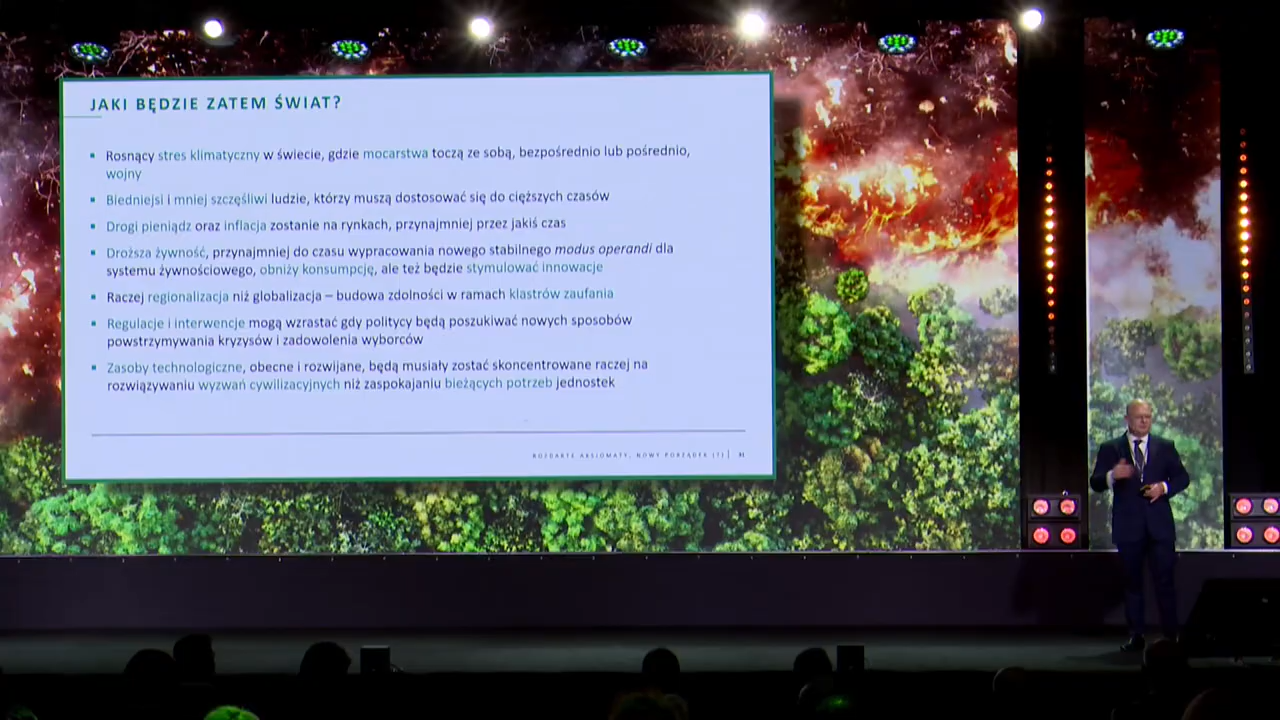 JAKI BĘDZIE ZATEM ŚWIAT?
▪ Rosnący stres klimatyczny w świecie, gdzie mocarstwa toczą ze sobą, bezpośrednio lub pośrednio,
wojny
▪ Biedniejsi i mniej szczęśliwi ludzie, którzy muszą dostosować się do cięższych czasów
▪ Drogi pieniądz oraz inflacja zostanie na rynkach, przynajmniej przez jakiś czas
▪ Droższa żywność, przynajmniej do czasu wypracowania nowego stabilnego modus operandi dla
systemu żywnościowego, obniży konsumpcję, ale też będzie stymulować innowacje
▪ Raczej regionalizacja niż globalizacja – budowa zdolności w ramach klastrów zaufania
▪ Regulacje i interwencje mogą wzrastać gdy politycy będą poszukiwać nowych sposobów
powstrzymywania kryzysów i zadowolenia wyborców
▪ Zasoby technologiczne, obecne i rozwijane, będą musiały zostać skoncentrowane raczej na
rozwiązywaniu wyzwań cywilizacyjnych niż zaspokajaniu bieżących potrzeb jednostek
ROZDARTE AKSJOMATY, NOWY PORZĄDEK (?) |